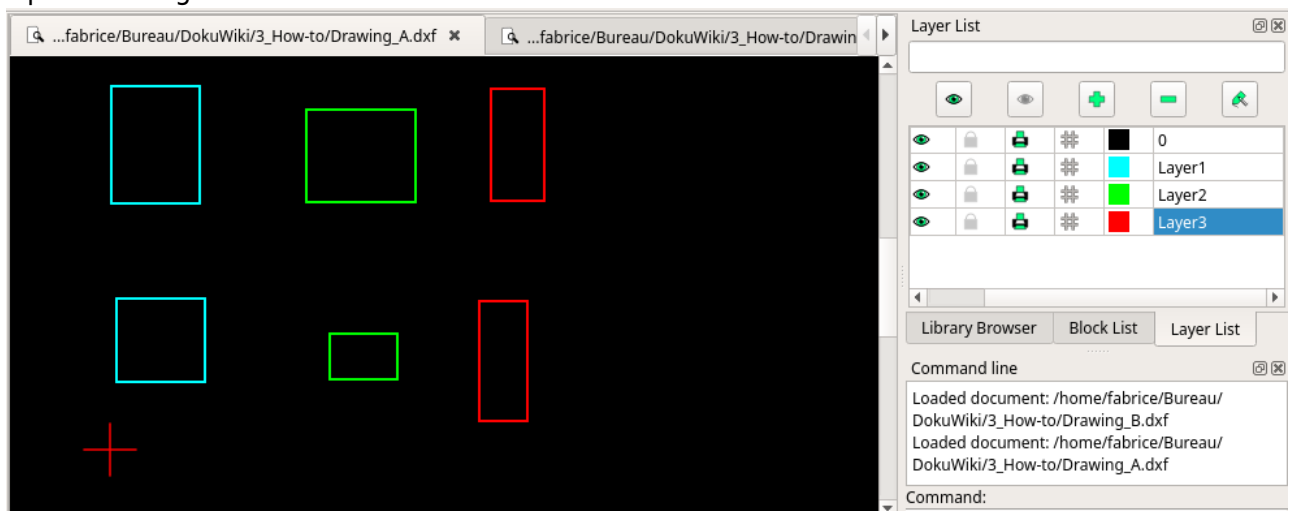 ...fabrice/Bureau/DokuWiki/3_How-to/Drawing_A.dxf
...fabrice/Bureau/DokuWiki/3_How-to/Drawin
Layer List
0
Layer1
Layer2
Layer3
Library Browser
Block List
Layer List
Command line
Loaded document: /home/fabrice/Bureau/
DokuWiki/3_How-to/Drawing_B.dxf
Loaded document: /home/fabrice/Bureau/
DokuWiki/3_How-to/Drawing_A.dxf
Command: